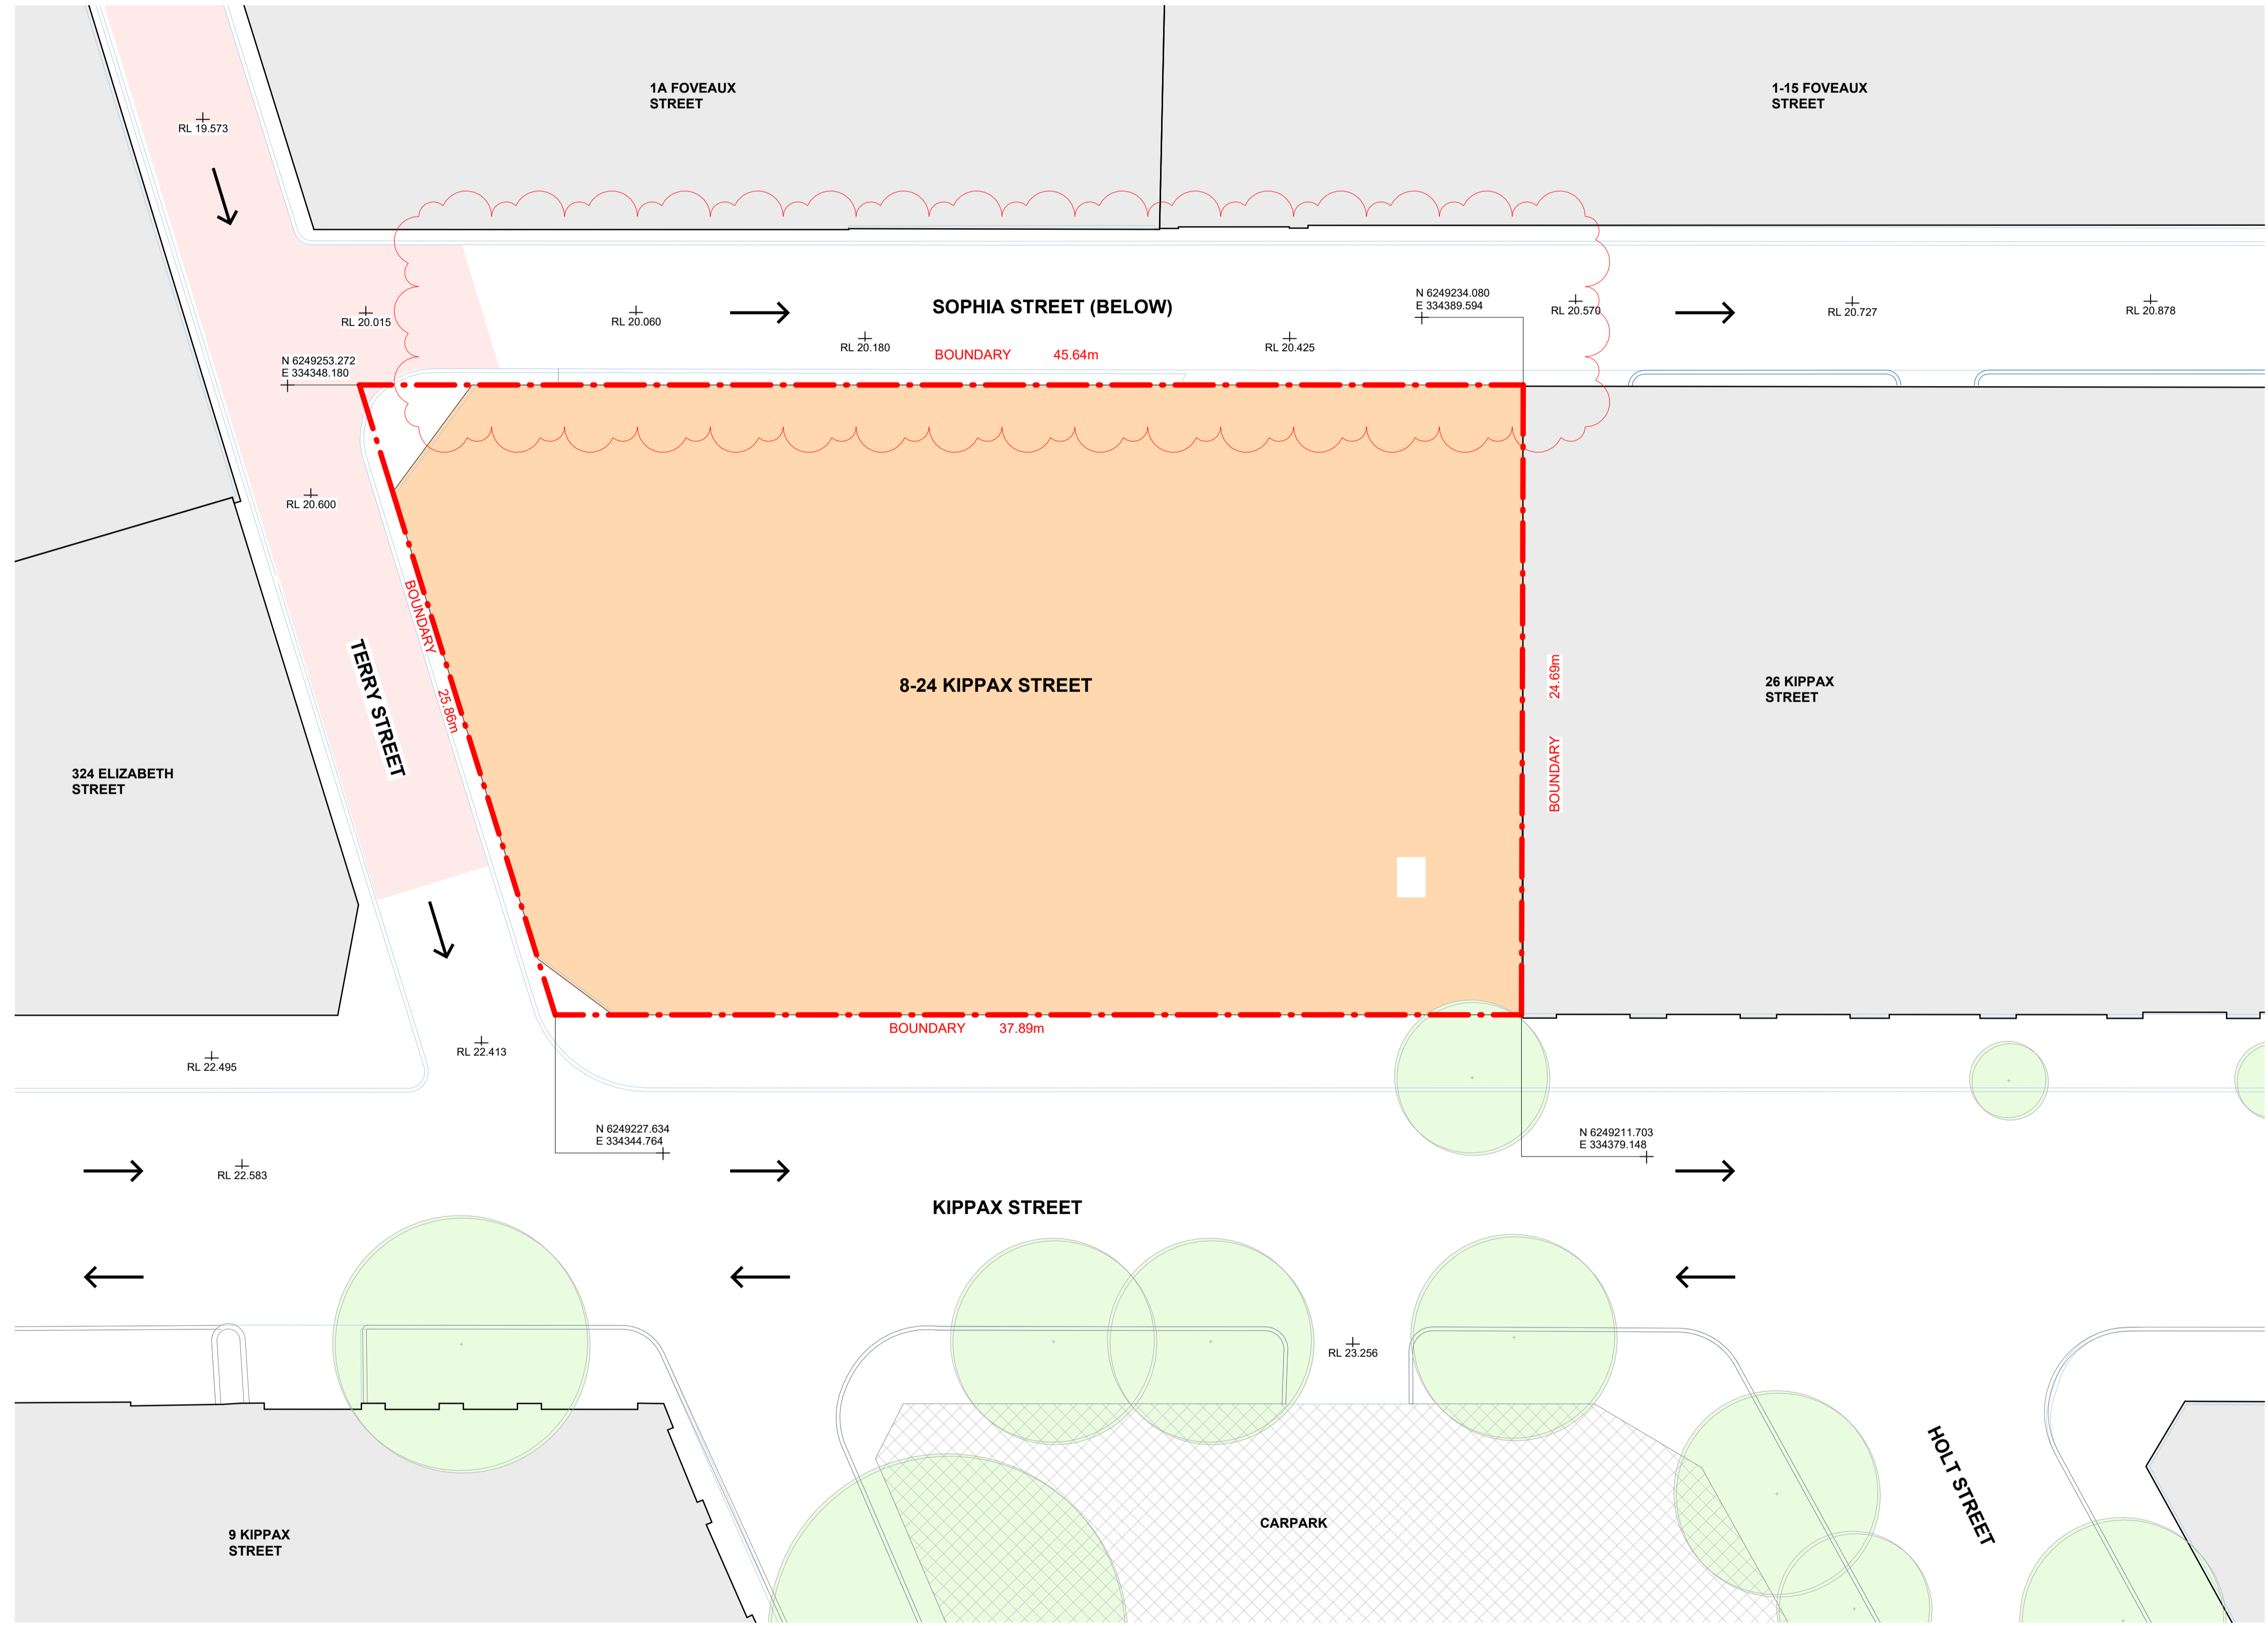 1A FOVEAUX
STREET
1-15 FOVEAUX
STREET
RL 19.573
N 6249234.080
E 334389.594
SOPHIA STREET (BELOW)
RL 20.015
RL 20.060
RL 20.180
RL 20.425
RL 20.570
RL 20.727
RL 20.878
BOUNDARY 45.64m
N 6249253.272
E 334348.180
RL 20.600
BOUNDARY 25.86m
TERRY STREET
8-24 KIPPAX STREET
BOUNDARY 24.69m
26 KIPPAX
STREET
324 ELIZABETH
STREET
BOUNDARY 37.89m
RL 22.495
RL 22.413
N 6249227.634
E 334344.764
N 6249211.703
E 334379.148
RL 22.583
KIPPAX STREET
RL 23.256
HOLT STREET
CARPARK
9 KIPPAX
STREET